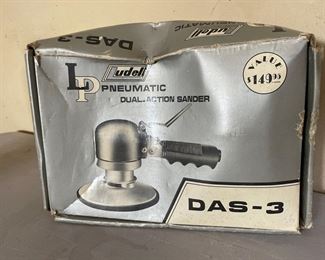 DAS-3
LP Ludell
PNEUMATIC
DUAL-ACTION SANDER
VALUE
$149.95
DAS-3